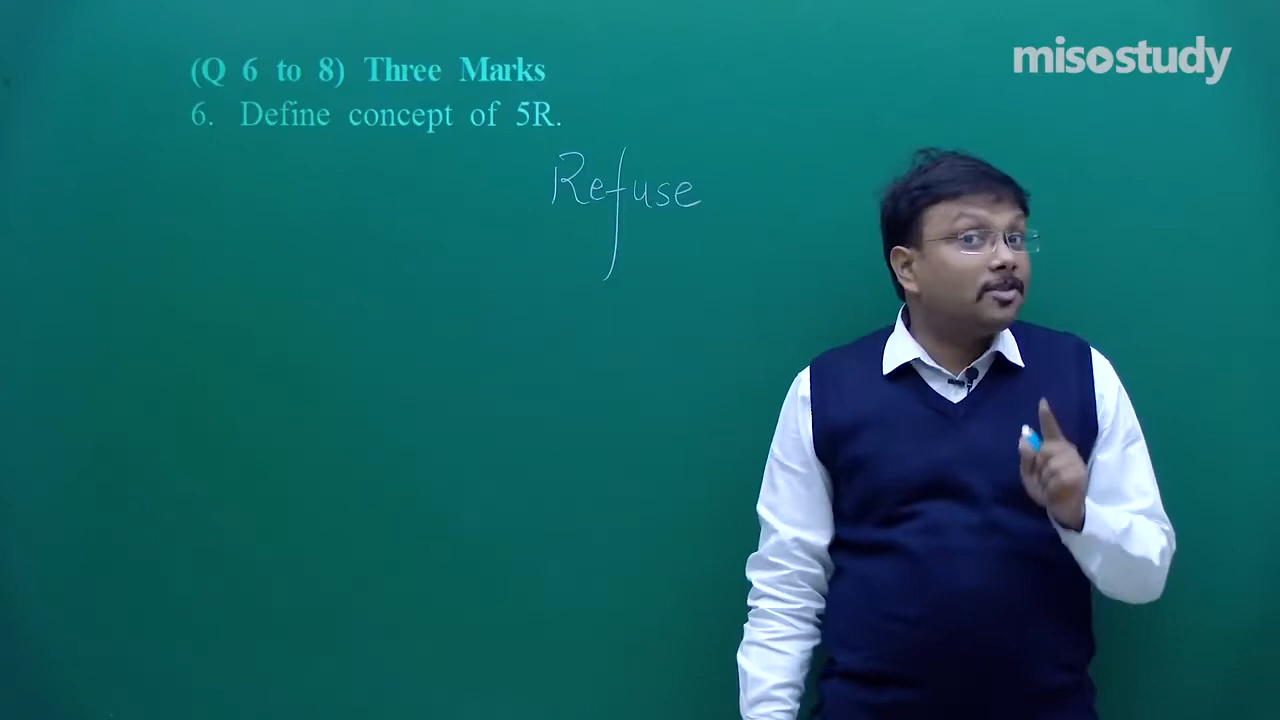 misostudy
(Q 6 to 8) Three Marks
6. Define concept of 5R.
Refuse